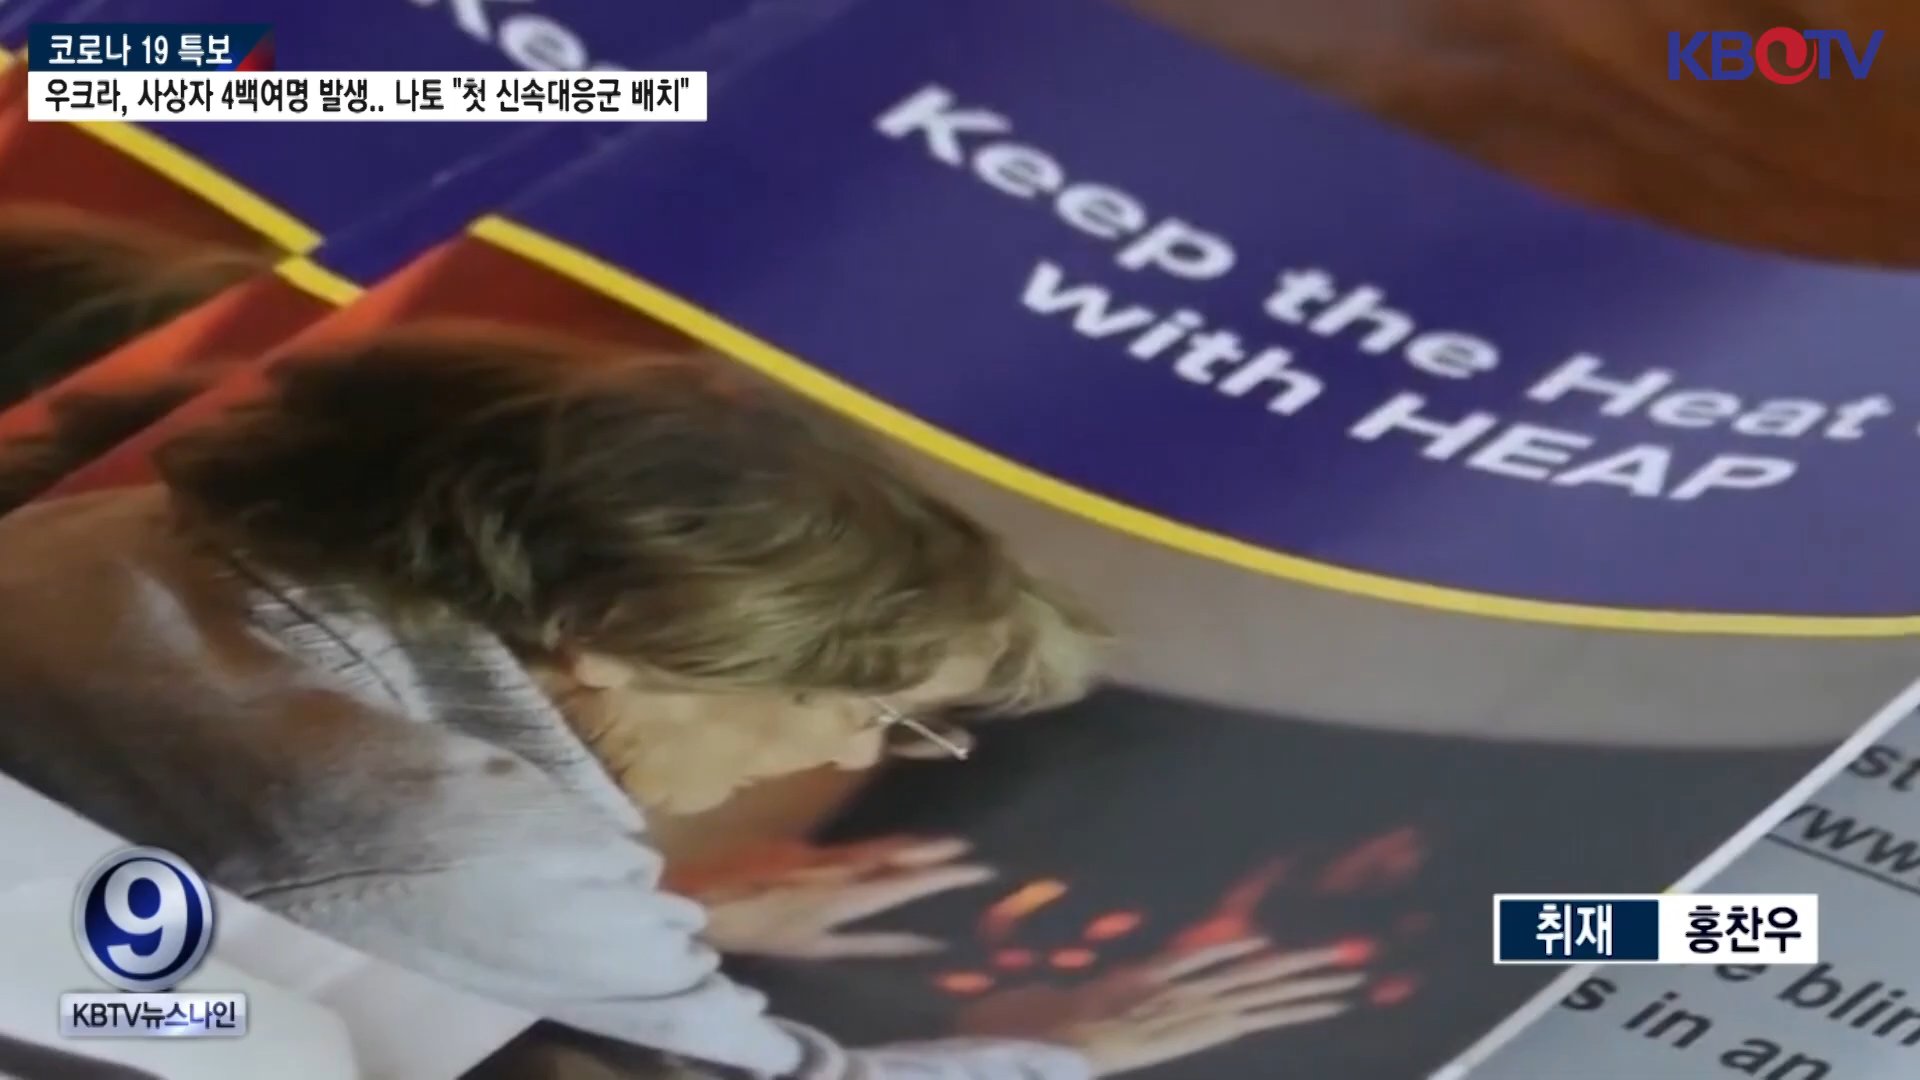 코로나 19 특보
우크라, 사상자 4백여명 발생.. 나토 "첫 신속대응군 배치"
KBTV
Keep the Heat
with HEAP
취재 홍찬우
blin
s in an
9
KBTV뉴스나인